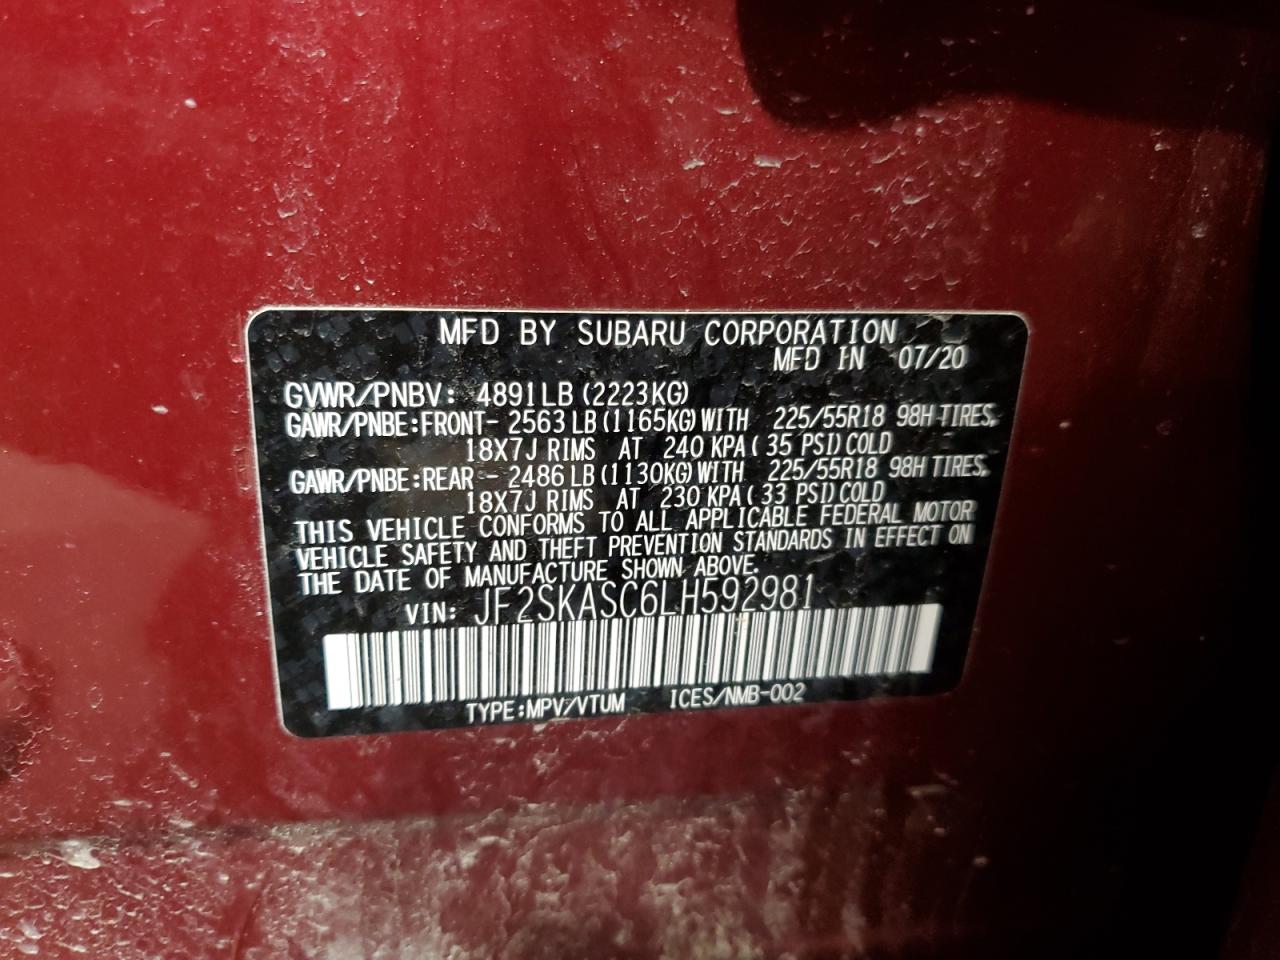 MFD BY SUBARU CORPORATION
MFD IN 07/20
GVWR/PNBV: 4891LB (2223KG)
GAWR/PNBE:FRONT- 2563 LB (1165KG) WITH 225/55R18 98H TIRES,
18X7J RIMS AT 240 KPA ( 35 PSI) COLD
GAWR/PNBE:REAR - 2486 LB (1130KG) WITH 225/55R18 98H TIRES,
18X7J RIMS AT 230 KPA ( 33 PSI) COLD
THIS VEHICLE CONFORMS TO ALL APPLICABLE FEDERAL MOTOR
VEHICLE SAFETY AND THEFT PREVENTION STANDARDS IN EFFECT ON
THE DATE OF MANUFACTURE SHOWN ABOVE.
VIN: JF2SKASC6LH592981
TYPE:MPV/VTUM ICES/NMB-002